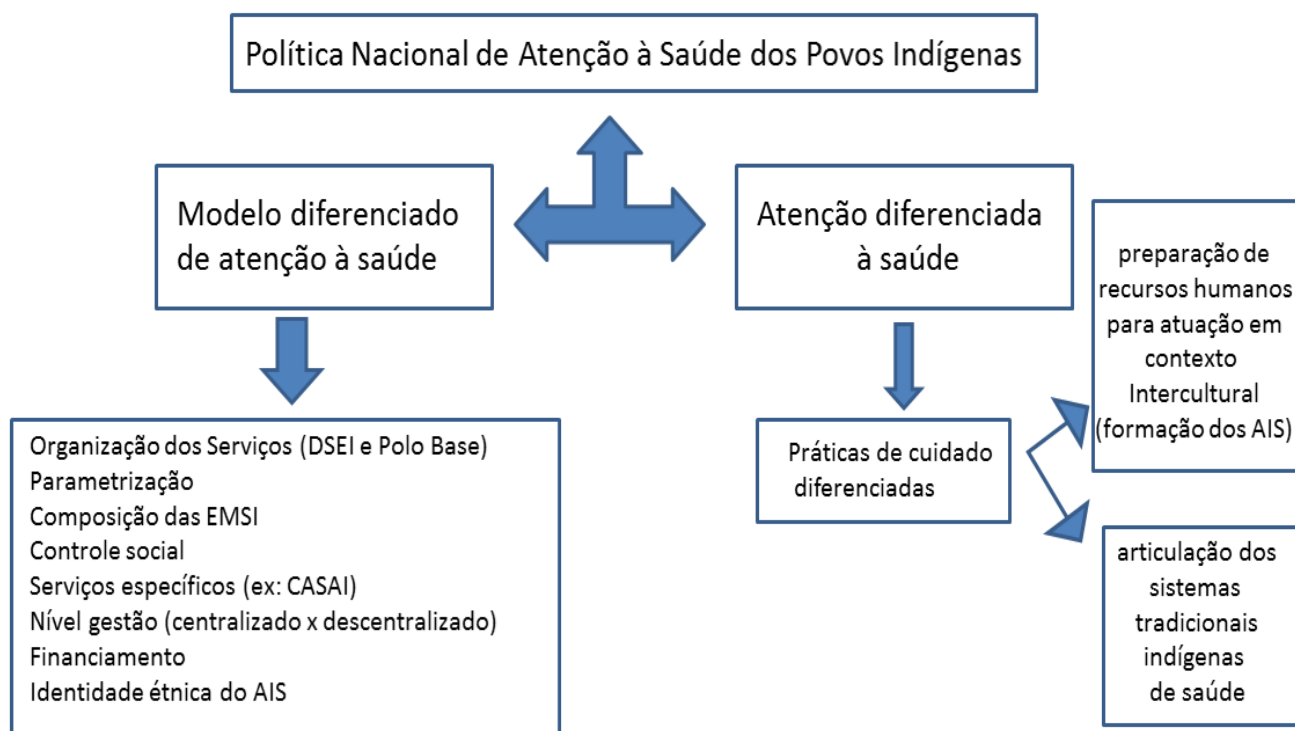 Política Nacional de Atenção à Saúde dos Povos Indígenas
Modelo diferenciado
de atenção à saúde
Atenção diferenciada
à saúde
Organização dos Serviços (DSEI e Polo Base)
Parametrização
Composição das EMSI
Controle social
Serviços específicos (ex: CASAI)
Nível gestão (centralizado x descentralizado)
Financiamento
Identidade étnica do AIS
Práticas de cuidado
diferenciadas
preparação de
recursos humanos
para atuação em
contexto
Intercultural
(formação dos AIS)
articulação dos
sistemas
tradicionais
indígenas
de saúde